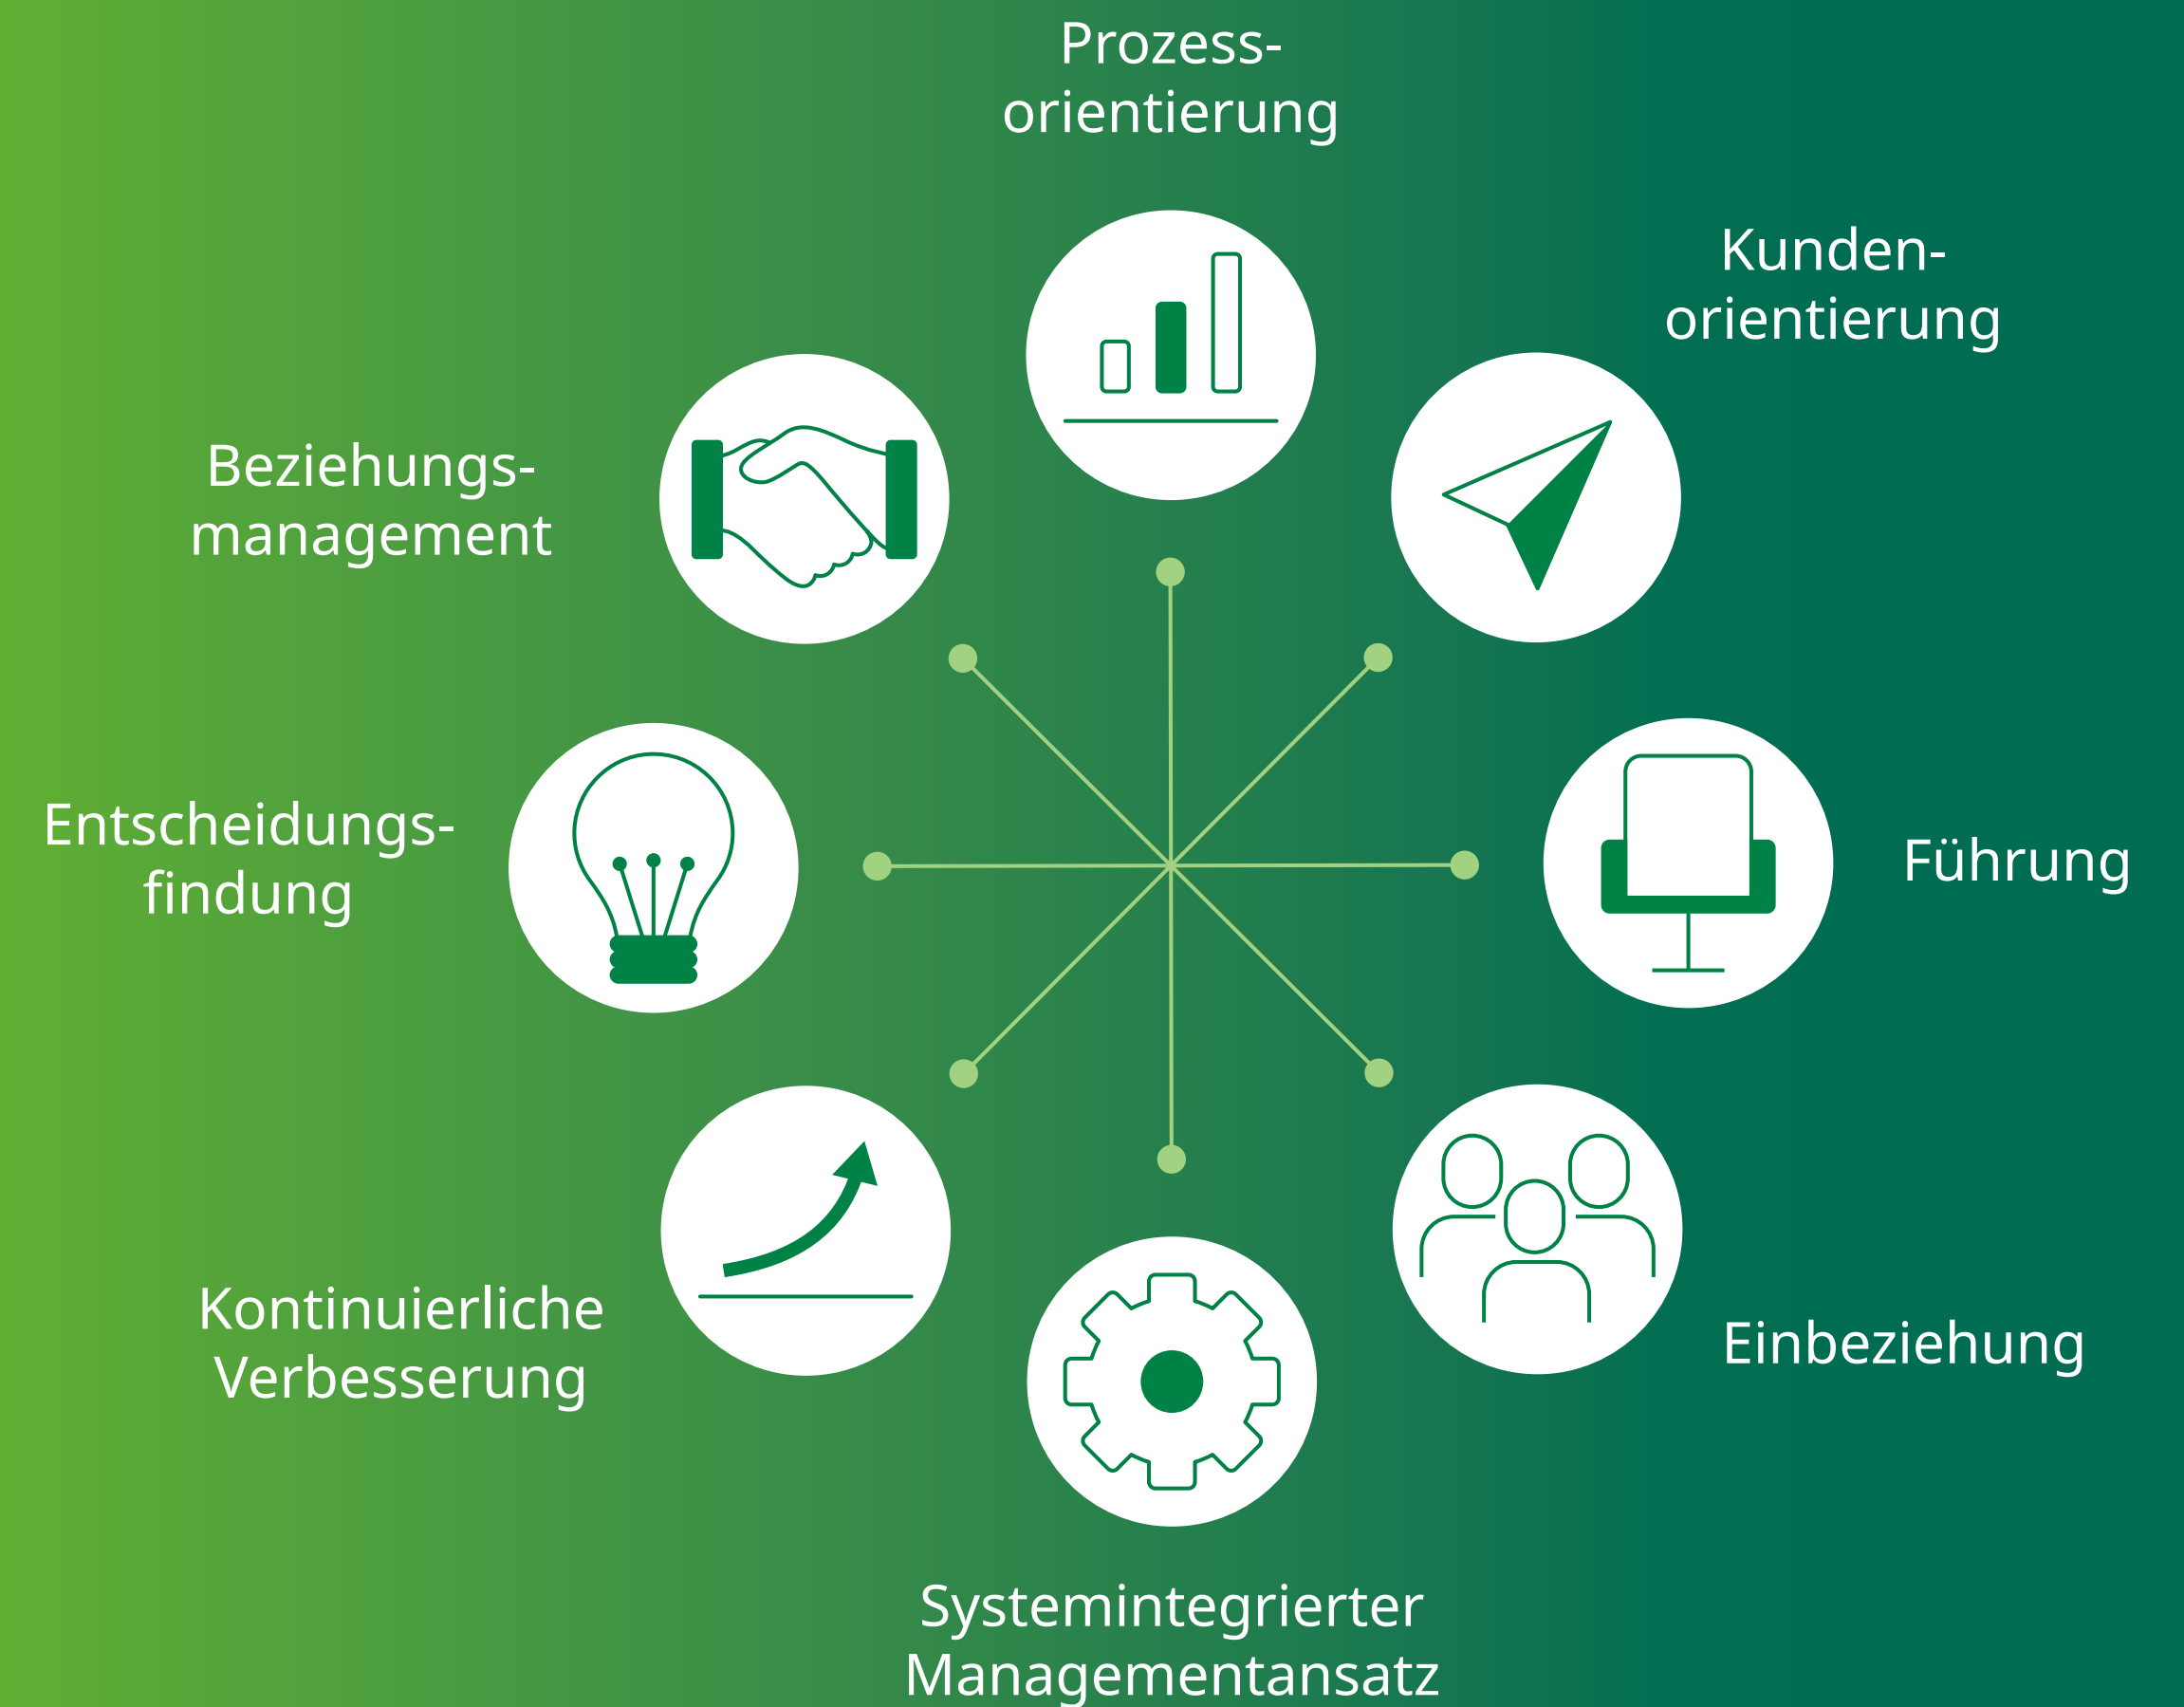 Prozess-
orientierung
Kunden-
orientierung
Beziehungs-
management
Entscheidungs-
findung
Führung
Kontinuierliche
Verbesserung
Einbeziehung
Systemintegrierter
Managementansatz